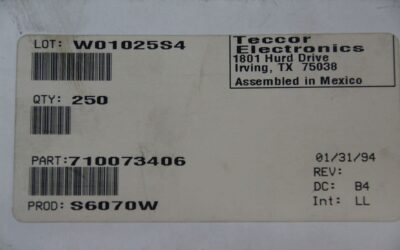 LOT: W01025S4
Teccor
Electronics
1801 Hurd Drive
Irving, TX 75038
Assembled in Mexico
QTY: 250
PART: 710073406
01/31/94
REV:
DC: B4
PROD: S6070W
Int: LL